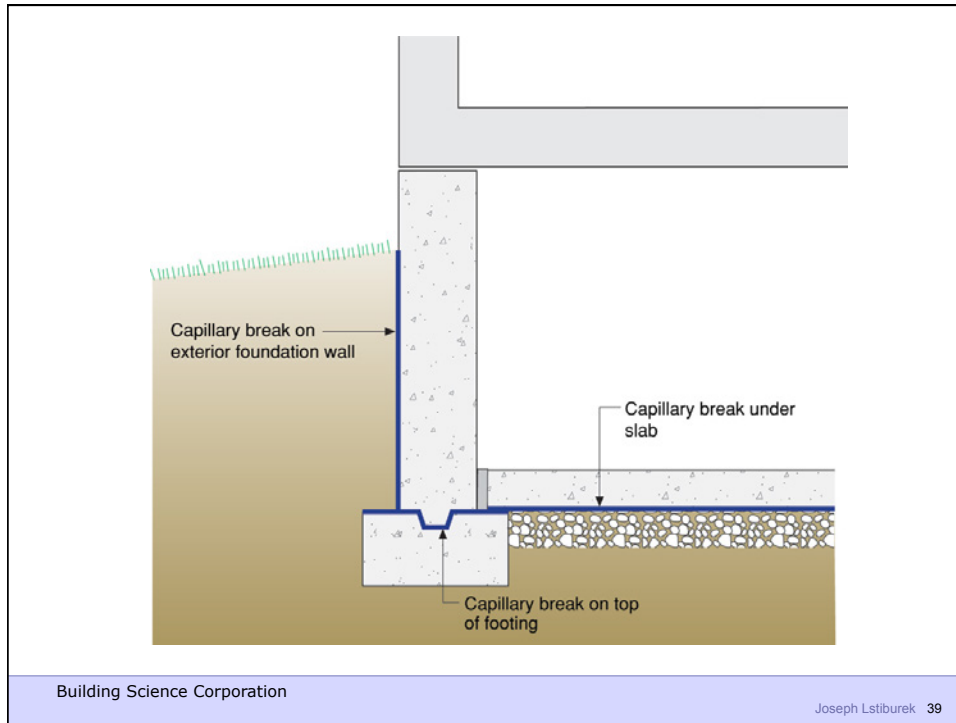 Capillary break on
exterior foundation wall
Capillary break under
slab
Capillary break on top
of footing
Building Science Corporation
Joseph Lstiburek 39